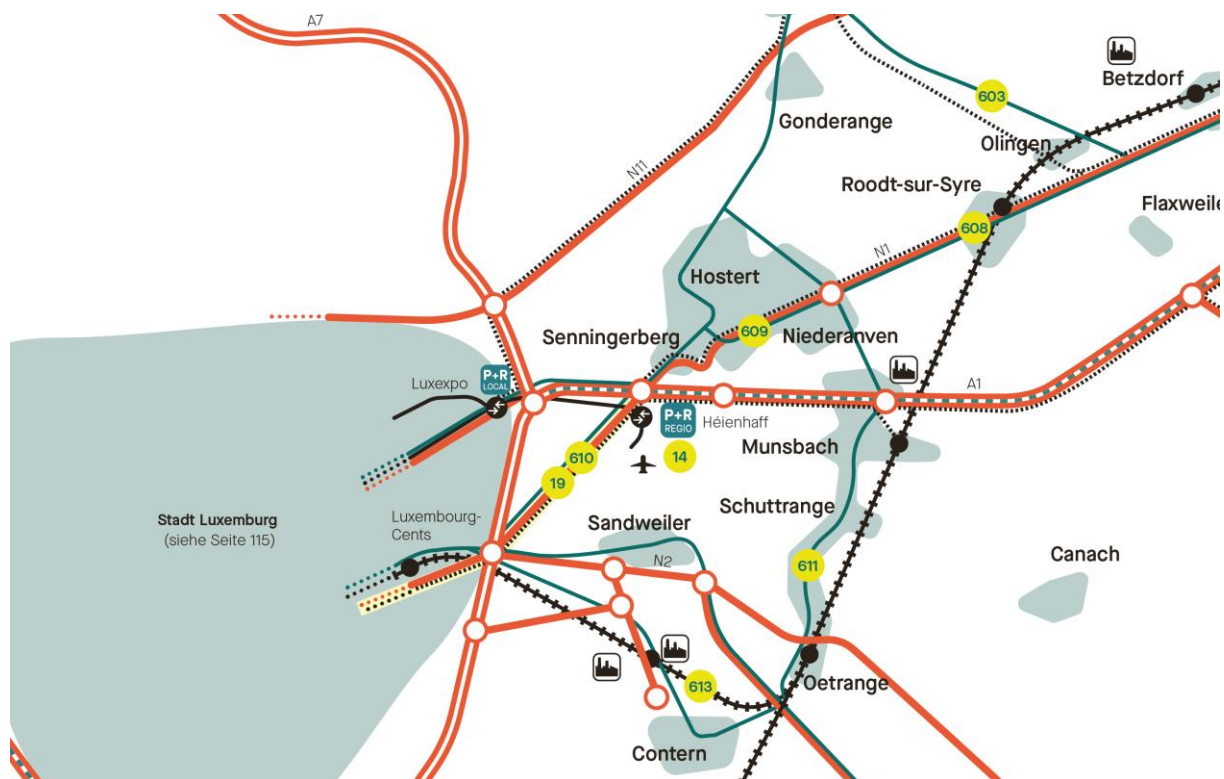 A7
Betzdorf
603
Gonderange
Olingen
N11
Roodt-sur-Syre
Flaxweile
608
N1
Hostert
Senningerberg
609
Niederanven
P+R
LOCAL
Luxexpo
A1
P+R
REGIO
Héienhaff
Munsbach
610
14
19
Schuttrange
Stadt Luxemburg
(siehe Seite 115)
Luxembourg-
Cents
Sandweiler
N2
611
Canach
613
Oetrange
Contern